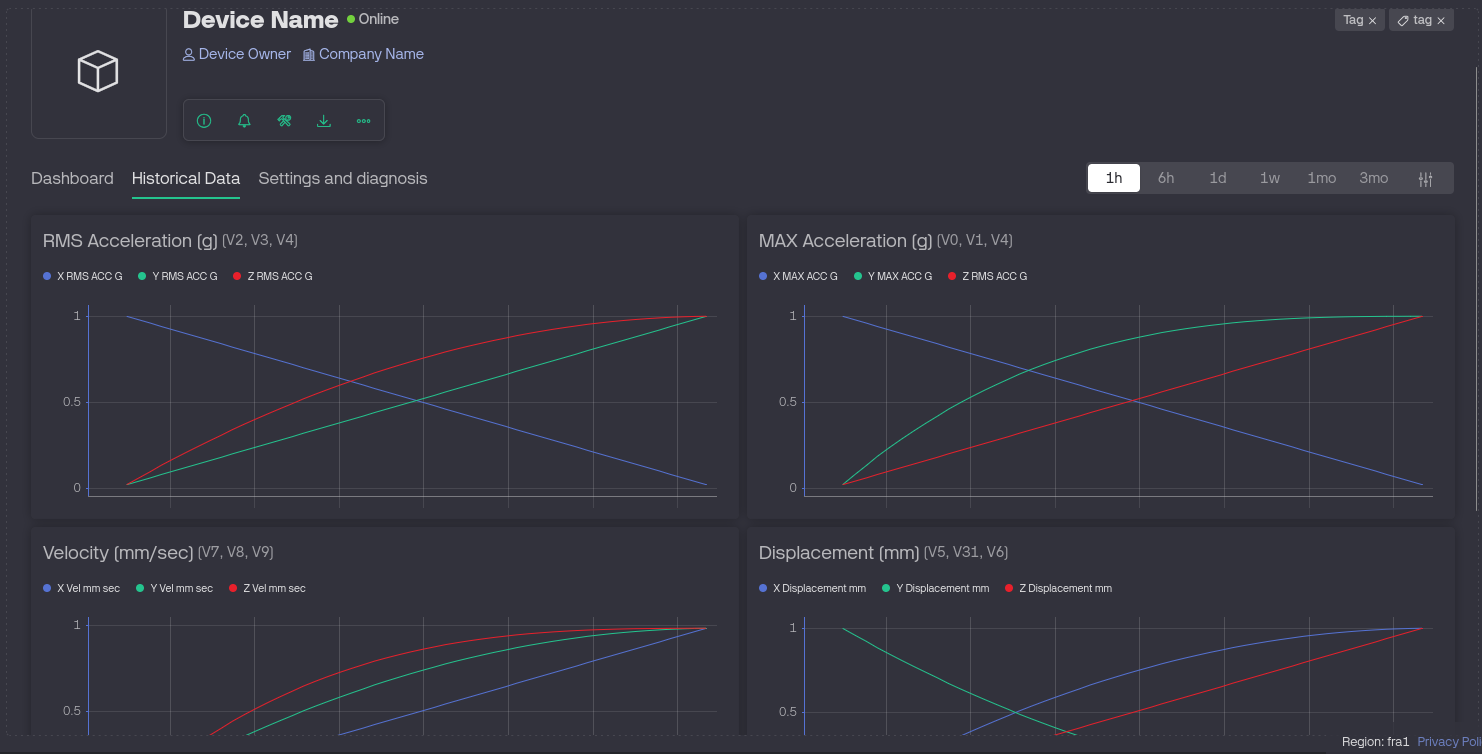 Device Name Online
Tag × tag ×
Device Owner Company Name
Dashboard Historical Data Settings and diagnosis
1h 6h 1d 1w 1mo 3mo
RMS Acceleration (g) (V2, V3, V4)
X RMS ACC G Y RMS ACC G Z RMS ACC G
1
0.5
0
MAX Acceleration (g) (V0, V1, V4)
X MAX ACC G Y MAX ACC G Z RMS ACC G
1
0.5
0
Velocity (mm/sec) (V7, V8, V9)
X Vel mm sec Y Vel mm sec Z Vel mm sec
1
0.5
Displacement (mm) (V5, V31, V6)
X Displacement mm Y Displacement mm Z Displacement mm
1
0.5
Region: fra1 Privacy Poli